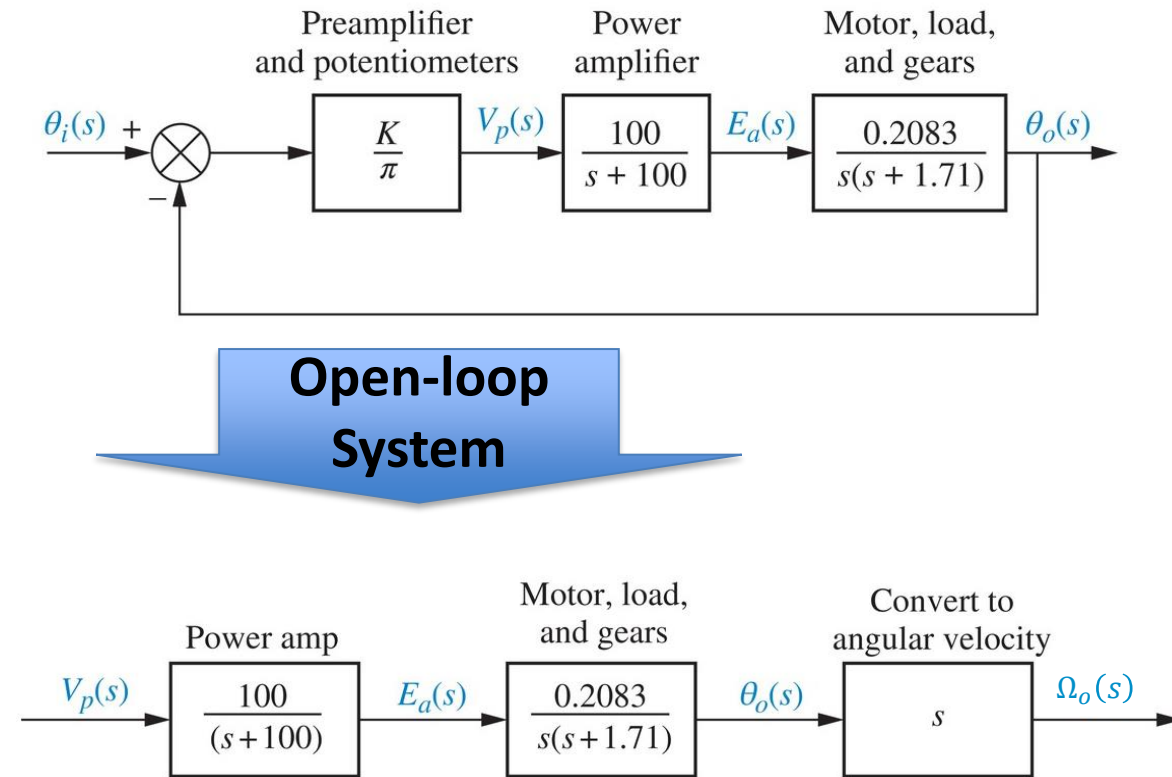 Preamplifier
and potentiometers
Power
amplifier
Motor, load,
and gears
θi(s) +
−
K
π
Vp(s)
100
s + 100
Ea(s)
0.2083
s(s + 1.71)
θo(s)
Open-loop
System
Power amp
Motor, load,
and gears
Convert to
angular velocity
Vp(s)
100
(s+100)
Ea(s)
0.2083
s(s+1.71)
θo(s)
s
Ωo(s)